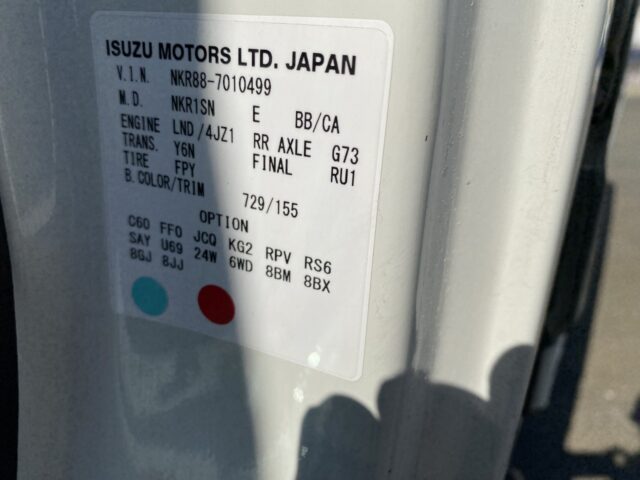 ISUZU MOTORS LTD. JAPAN
V.I.N. NKR88-7010499
M.D. NKR1SN E BB/CA
ENGINE LND/4JZ1 RR AXLE G73
TRANS. Y6N FINAL RU1
TIRE FPY
B.COLOR/TRIM 729/155
OPTION
C60 FF0 JCQ KG2 RPV RS6
SAY U69 24W 6WD 8BM 8BX
8GJ 8JJ